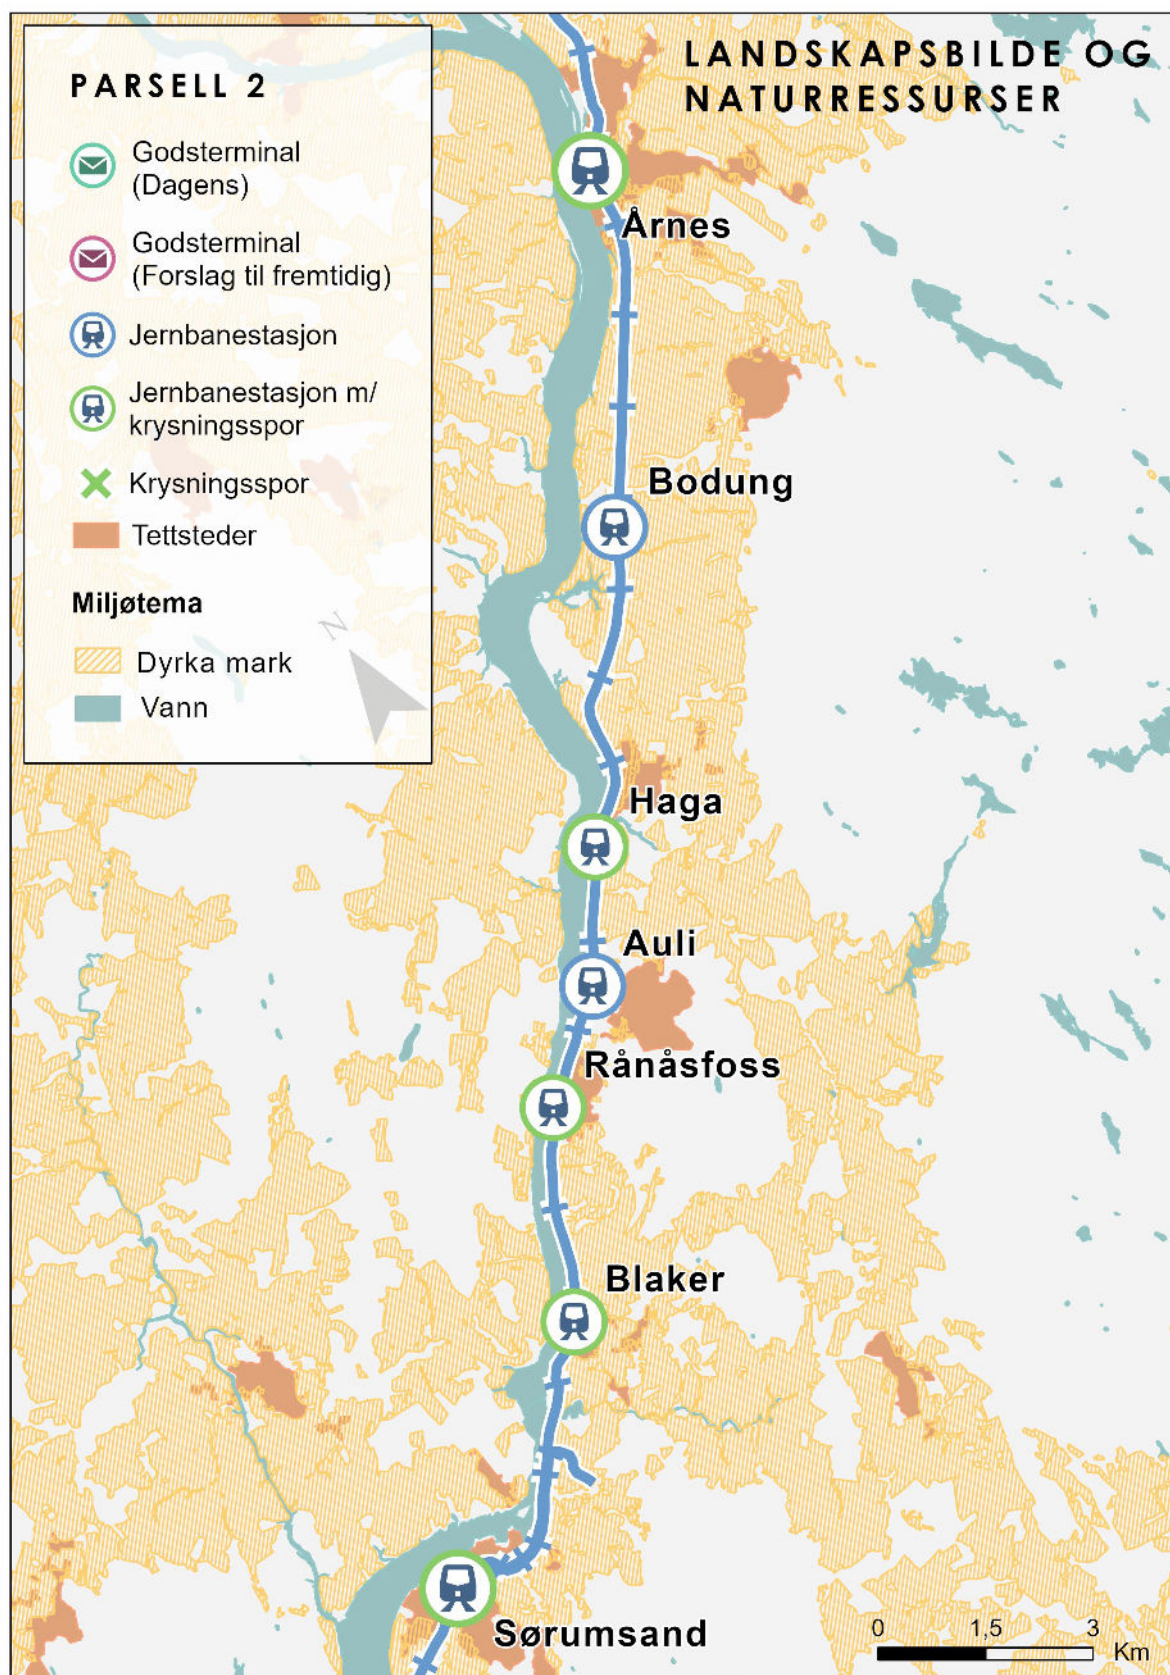 LANDSKAPSBILDE OG
NATURRESSURSER
PARSELL 2
Godsterminal
(Dagens)
Godsterminal
(Forslag til fremtidig)
Jernbanestasjon
Jernbanestasjon m/
krysningsspor
Krysningsspor
Tettsteder
Miljøtema
Dyrka mark
Vann
N
Årnes
Bodung
Haga
Auli
Rånåsfoss
Blaker
Sørumsand
0 1,5 3
Km